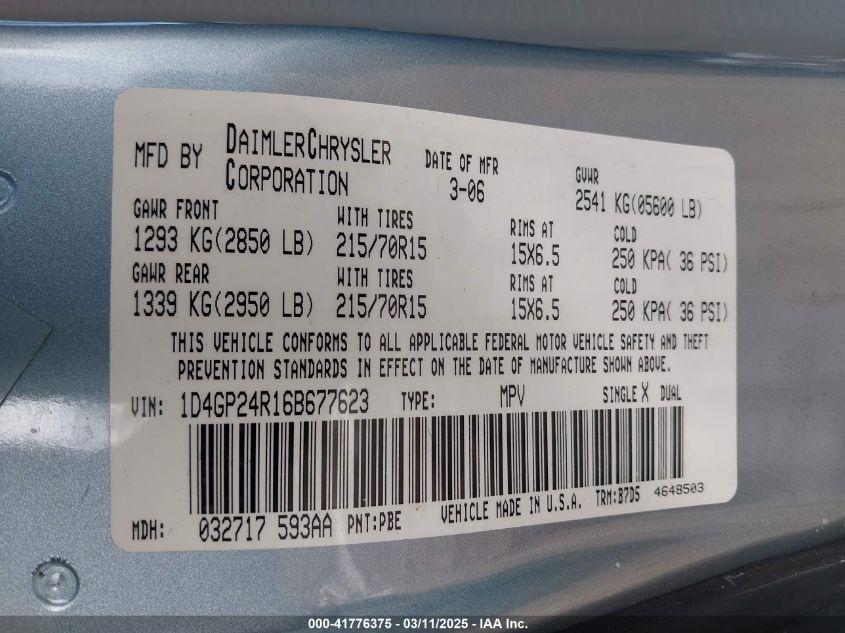 MFD BY DAIMLERCHRYSLER CORPORATION DATE OF MFR 3-06 GVWR 2541 KG(05600 LB)
GAWR FRONT WITH TIRES RIMS AT COLD
1293 KG(2850 LB) 215/70R15 15X6.5 250 KPA( 36 PSI)
GAWR REAR WITH TIRES RIMS AT COLD
1339 KG(2950 LB) 215/70R15 15X6.5 250 KPA( 36 PSI)
THIS VEHICLE CONFORMS TO ALL APPLICABLE FEDERAL MOTOR VEHICLE SAFETY AND THEFT
PREVENTION STANDARDS IN EFFECT ON THE DATE OF MANUFACTURE SHOWN ABOVE.
VIN: 1D4GP24R16B677623 TYPE: MPV SINGLE X DUAL
MDH: 032717 593AA PNT:PBE VEHICLE MADE IN U.S.A. TRM:B7D5 4648503
000-41776375 - 03/11/2025 - IAA Inc.